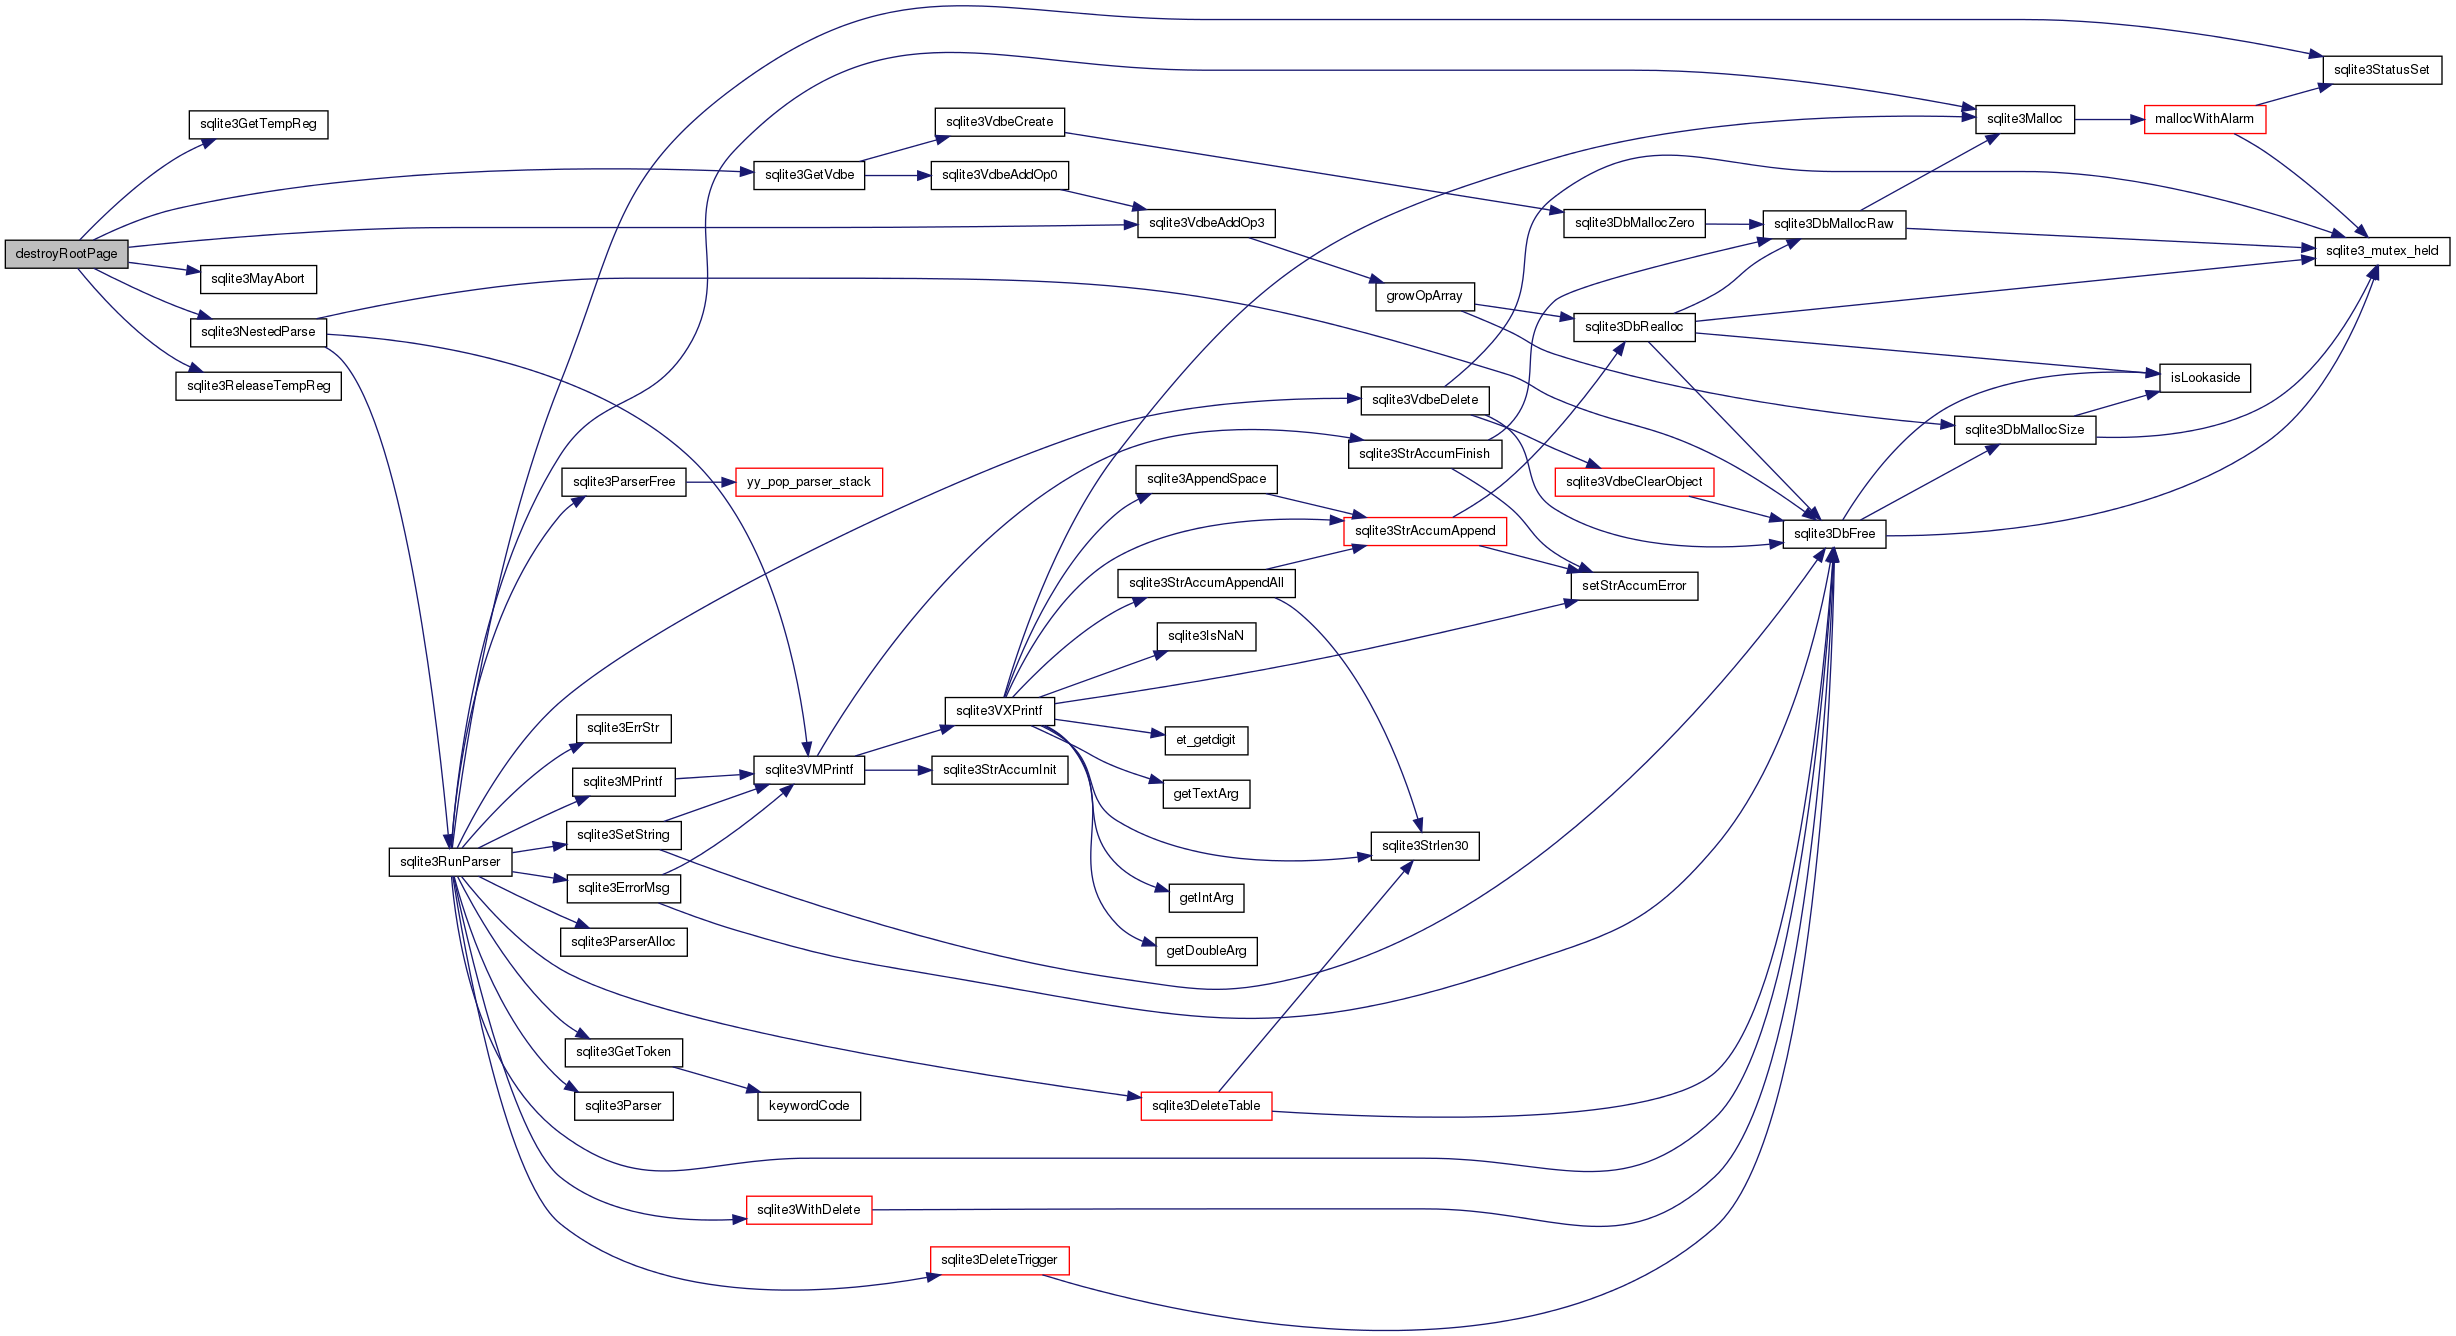 destroyRootPage
sqlite3GetTempReg
sqlite3MayAbort
sqlite3NestedParse
sqlite3ReleaseTempReg
sqlite3RunParser
sqlite3ParserFree
sqlite3ErrStr
sqlite3MPrintf
sqlite3SetString
sqlite3ErrorMsg
sqlite3ParserAlloc
sqlite3GetToken
sqlite3Parser
sqlite3GetVdbe
yy_pop_parser_stack
sqlite3VMPrintf
keywordCode
sqlite3WithDelete
sqlite3VdbeCreate
sqlite3VdbeAddOp0
sqlite3VXPrintf
sqlite3StrAccumInit
sqlite3DeleteTrigger
sqlite3VdbeAddOp3
sqlite3AppendSpace
sqlite3StrAccumAppendAll
sqlite3IsNaN
et_getdigit
getTextArg
getIntArg
getDoubleArg
sqlite3DeleteTable
growOpArray
sqlite3VdbeDelete
sqlite3StrAccumFinish
sqlite3StrAccumAppend
sqlite3Strlen30
sqlite3DbMallocZero
sqlite3DbRealloc
sqlite3VdbeClearObject
setStrAccumError
sqlite3DbMallocRaw
sqlite3DbFree
sqlite3Malloc
sqlite3DbMallocSize
mallocWithAlarm
isLookaside
sqlite3StatusSet
sqlite3_mutex_held